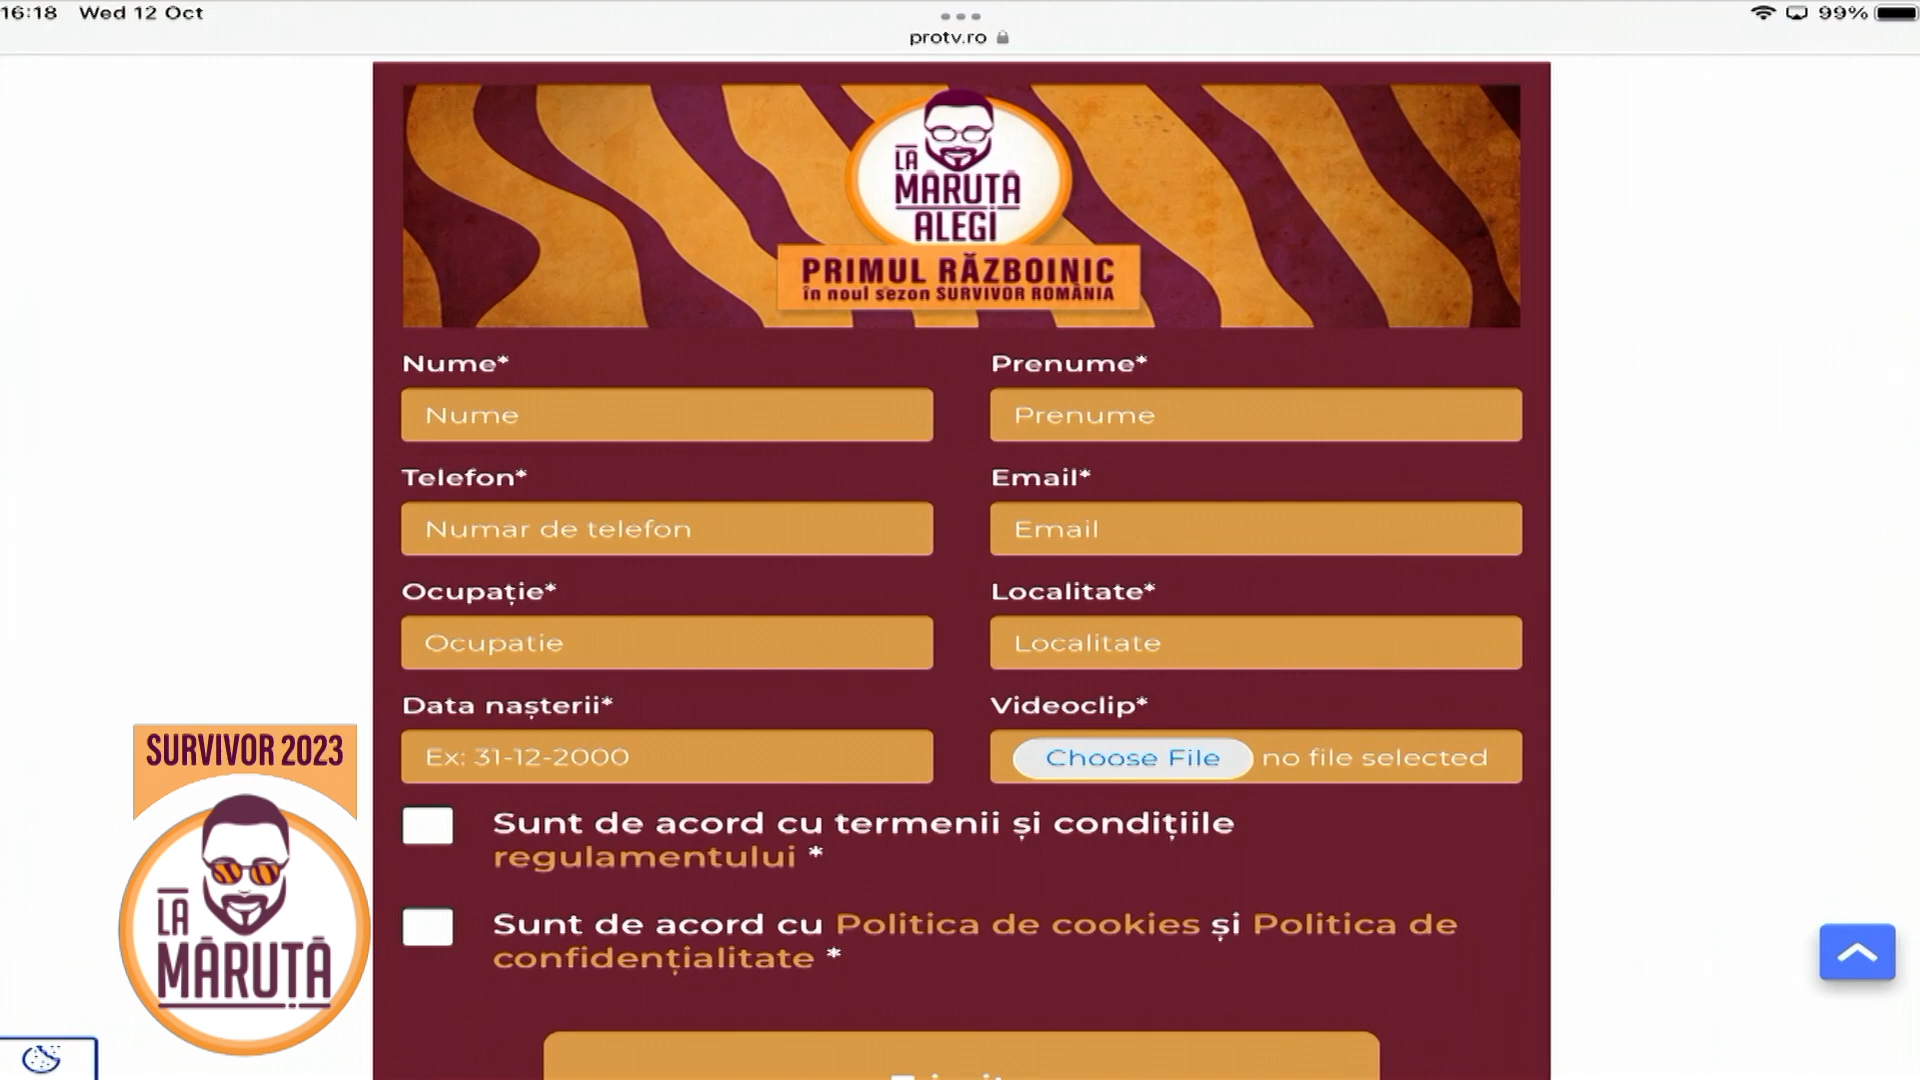 16:18 Wed 12 Oct
99%
protv.ro
LA
MĀRUȚĀ
ALEGI
PRIMUL RĂZBOINIC
în noul sezon SURVIVOR ROMÂNIA
Nume*
Prenume*
Nume
Prenume
Telefon*
Email*
Numar de telefon
Email
Ocupație*
Localitate*
Ocupatie
Localitate
Data nașterii*
Videoclip*
Ex: 31-12-2000
Choose File no file selected
Sunt de acord cu termenii și condițiile
regulamentului *
Sunt de acord cu Politica de cookies și Politica de
confidențialitate *
SURVIVOR 2023
LA
MĀRUȚĀ